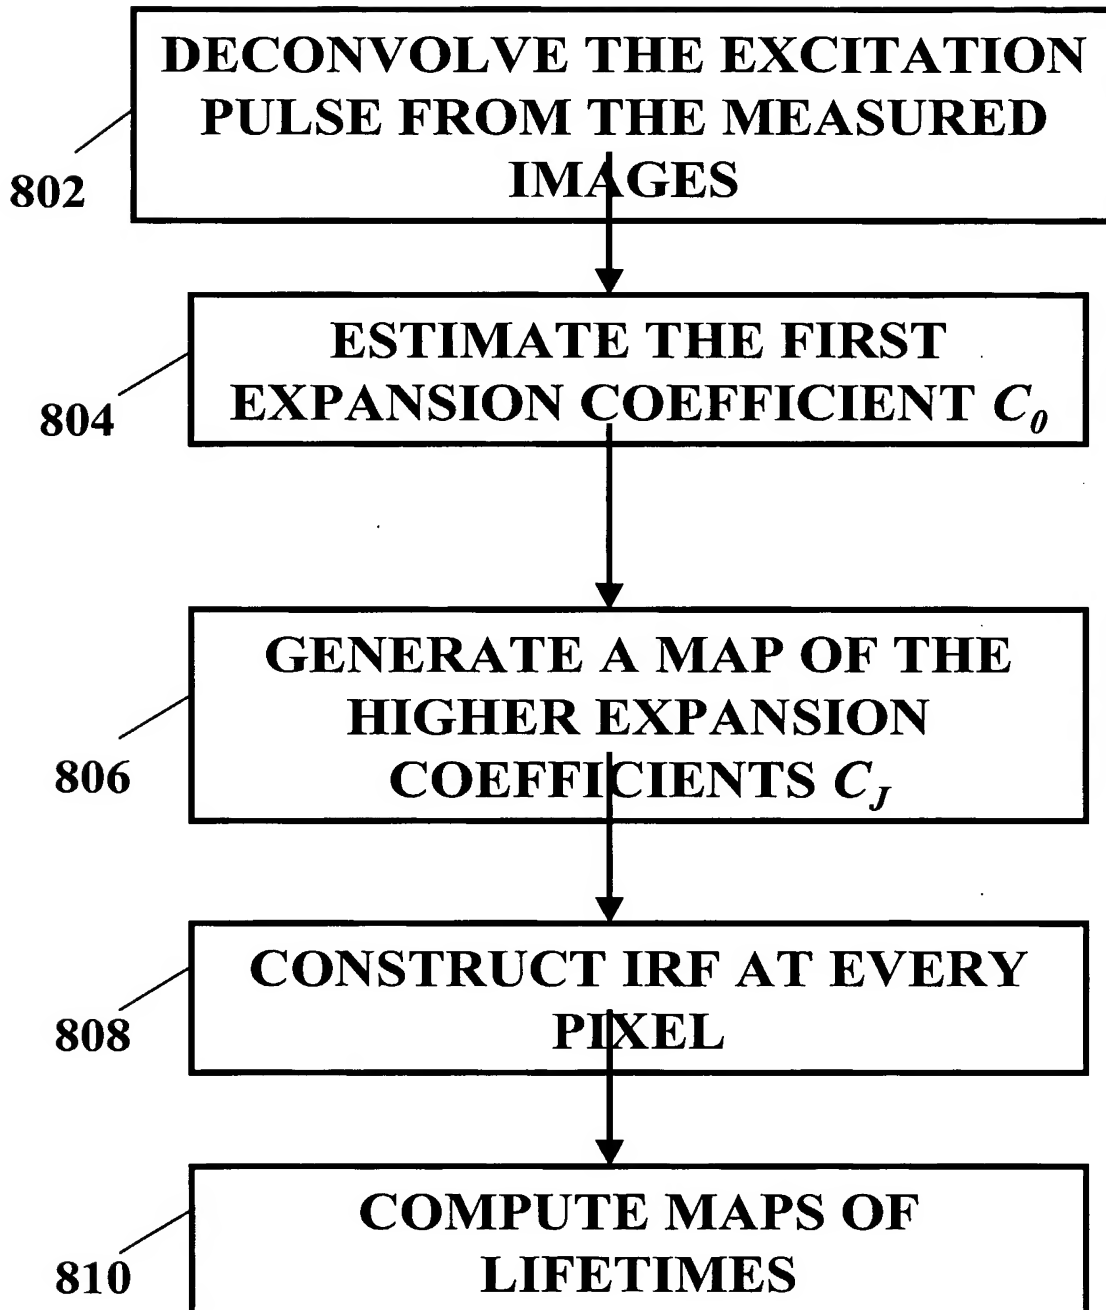 DECONVOLVE THE EXCITATION
PULSE FROM THE MEASURED
IMAGES
802
ESTIMATE THE FIRST
EXPANSION COEFFICIENT C₀
804
GENERATE A MAP OF THE
HIGHER EXPANSION
COEFFICIENTS C_J
806
CONSTRUCT IRF AT EVERY
PIXEL
808
COMPUTE MAPS OF
LIFETIMES
810